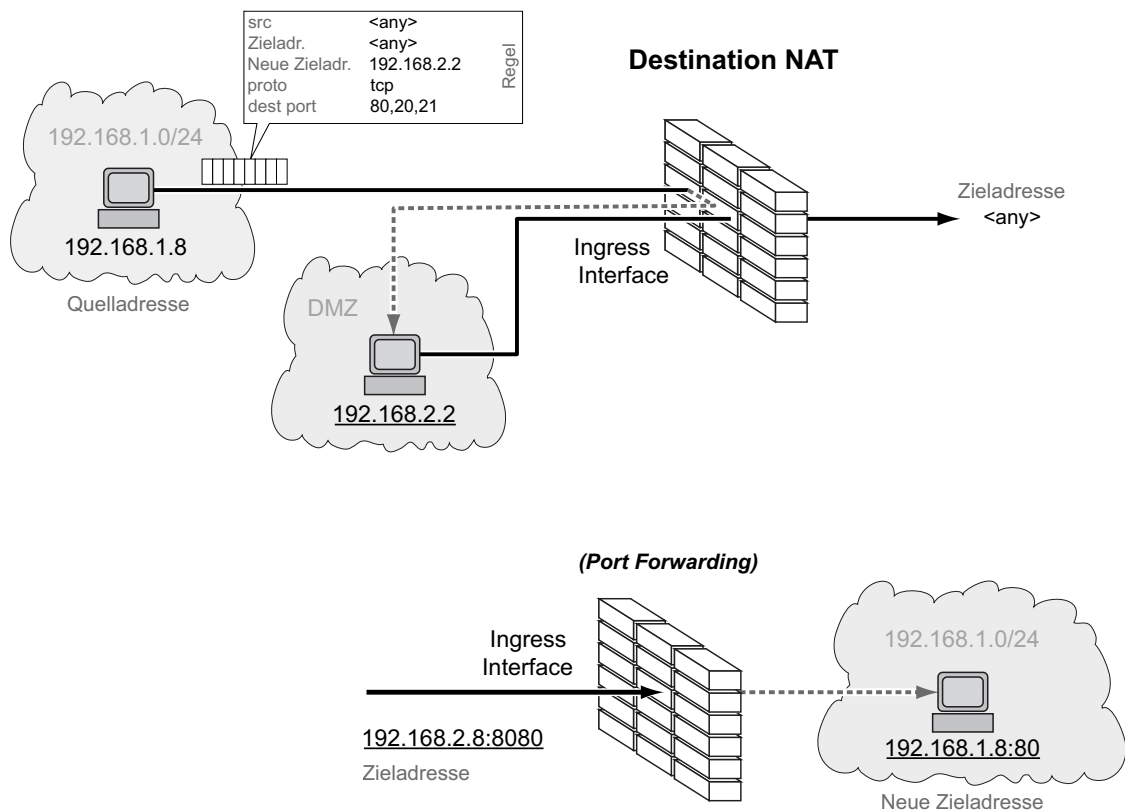 src <any>
Zieladr. <any>
Neue Zieladr. 192.168.2.2
proto tcp
dest port 80,20,21
Regel
Destination NAT
192.168.1.0/24
192.168.1.8
Quelladresse
Zieladresse
<any>
Ingress
Interface
DMZ
192.168.2.2
(Port Forwarding)
Ingress
Interface
192.168.2.8:8080
Zieladresse
192.168.1.0/24
192.168.1.8:80
Neue Zieladresse